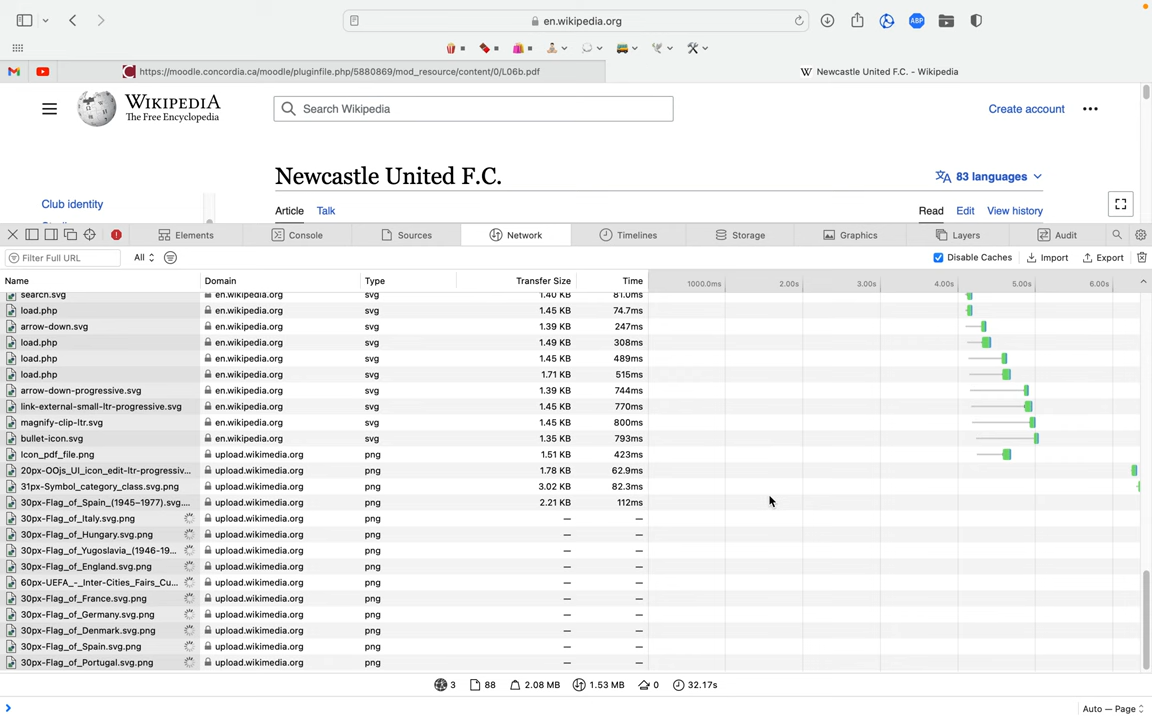 en.wikipedia.org
ABP
https://moodle.concordia.ca/moodle/pluginfile.php/5880869/mod_resource/content/0/L06b.pdf
W Newcastle United F.C. - Wikipedia
WIKIPEDIA
The Free Encyclopedia
Search Wikipedia
Create account
Newcastle United F.C.
83 languages
Club identity
Article Talk
Read Edit View history
Elements Console Sources Network Timelines Storage Graphics Layers Audit
Filter Full URL All Disable Caches Import Export
Name Domain Type Transfer Size Time 1000.0ms 2.00s 3.00s 4.00s 5.00s 6.00s
search.svg en.wikipedia.org svg 1.40 KB 81.0ms
load.php en.wikipedia.org svg 1.45 KB 74.7ms
arrow-down.svg en.wikipedia.org svg 1.39 KB 247ms
load.php en.wikipedia.org svg 1.49 KB 308ms
load.php en.wikipedia.org svg 1.45 KB 489ms
load.php en.wikipedia.org svg 1.71 KB 515ms
arrow-down-progressive.svg en.wikipedia.org svg 1.39 KB 744ms
link-external-small-ltr-progressive.svg en.wikipedia.org svg 1.45 KB 770ms
magnify-clip-ltr.svg en.wikipedia.org svg 1.45 KB 800ms
bullet-icon.svg en.wikipedia.org svg 1.35 KB 793ms
Icon_pdf_file.png upload.wikimedia.org png 1.51 KB 423ms
20px-OOjs_UI_icon_edit-ltr-progressiv... upload.wikimedia.org png 1.78 KB 62.9ms
31px-Symbol_category_class.svg.png upload.wikimedia.org png 3.02 KB 82.3ms
30px-Flag_of_Spain_(1945–1977).svg.... upload.wikimedia.org png 2.21 KB 112ms
30px-Flag_of_Italy.svg.png upload.wikimedia.org png — —
30px-Flag_of_Hungary.svg.png upload.wikimedia.org png — —
30px-Flag_of_Yugoslavia_(1946-19... upload.wikimedia.org png — —
30px-Flag_of_England.svg.png upload.wikimedia.org png — —
60px-UEFA_-_Inter-Cities_Fairs_Cu... upload.wikimedia.org png — —
30px-Flag_of_France.svg.png upload.wikimedia.org png — —
30px-Flag_of_Germany.svg.png upload.wikimedia.org png — —
30px-Flag_of_Denmark.svg.png upload.wikimedia.org png — —
30px-Flag_of_Spain.svg.png upload.wikimedia.org png — —
30px-Flag_of_Portugal.svg.png upload.wikimedia.org png — —
3 88 2.08 MB 1.53 MB 0 32.17s
Auto — Page